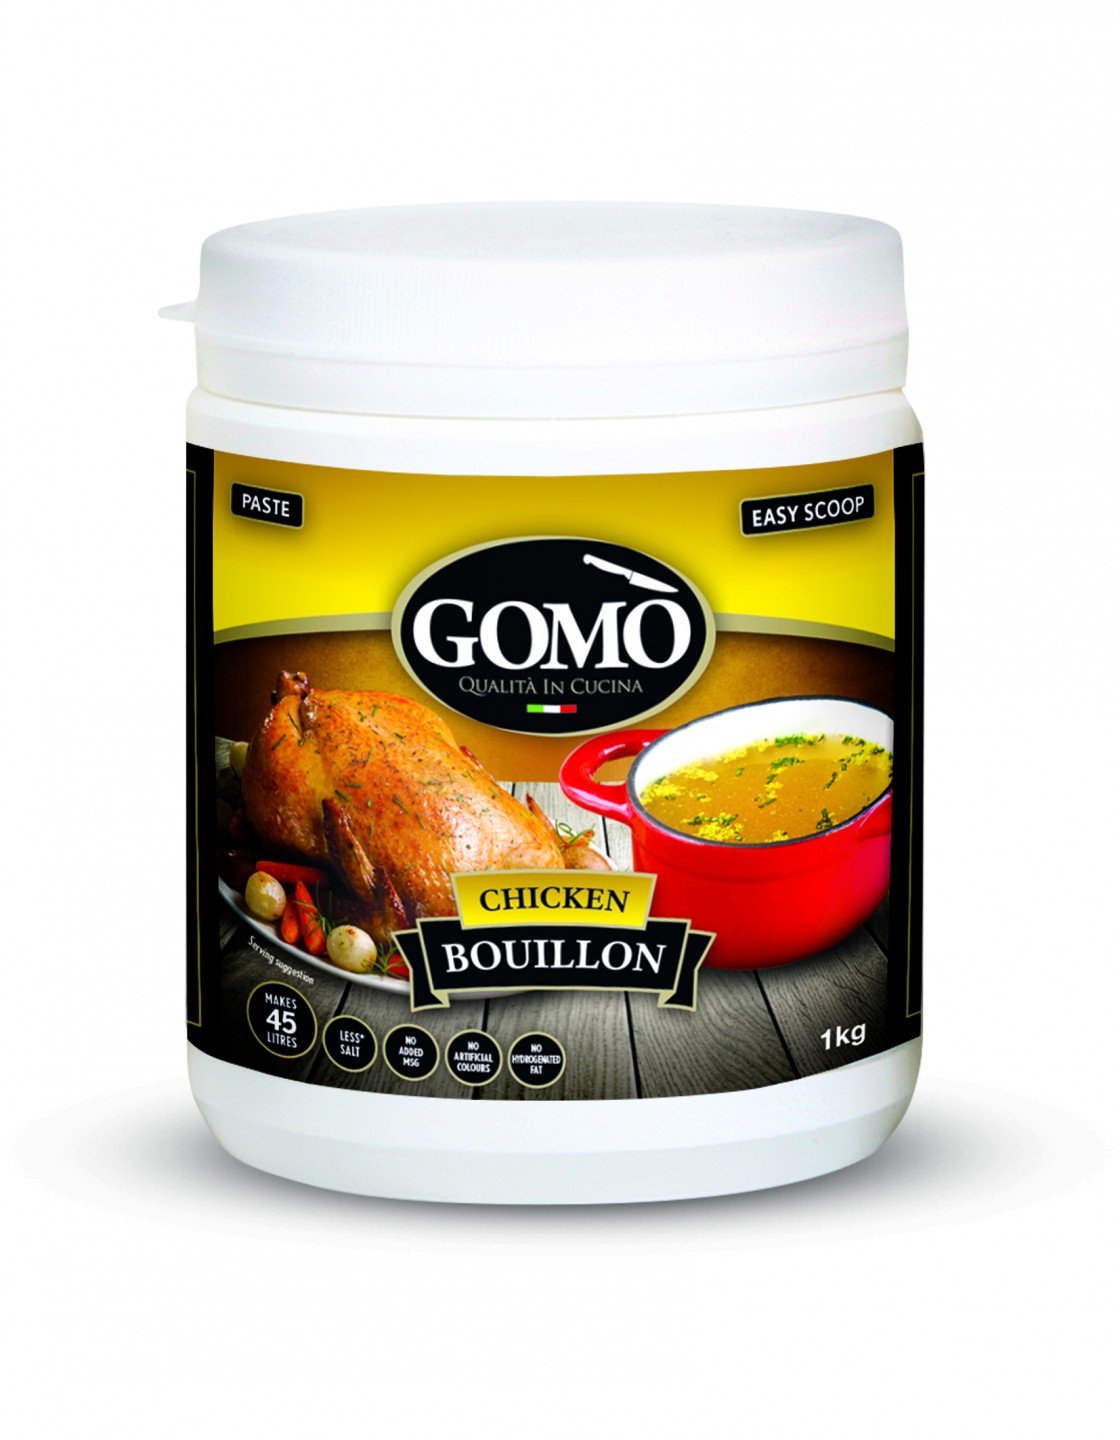 PASTE
EASY SCOOP
GOMÒ
QUALITÀ IN CUCINA
CHICKEN
BOUILLON
Serving suggestion
MAKES
45
LITRES
LESS*
SALT
NO
ADDED
MSG
NO
ARTIFICIAL
COLOURS
NO
HYDROGENATED
FAT
1kg